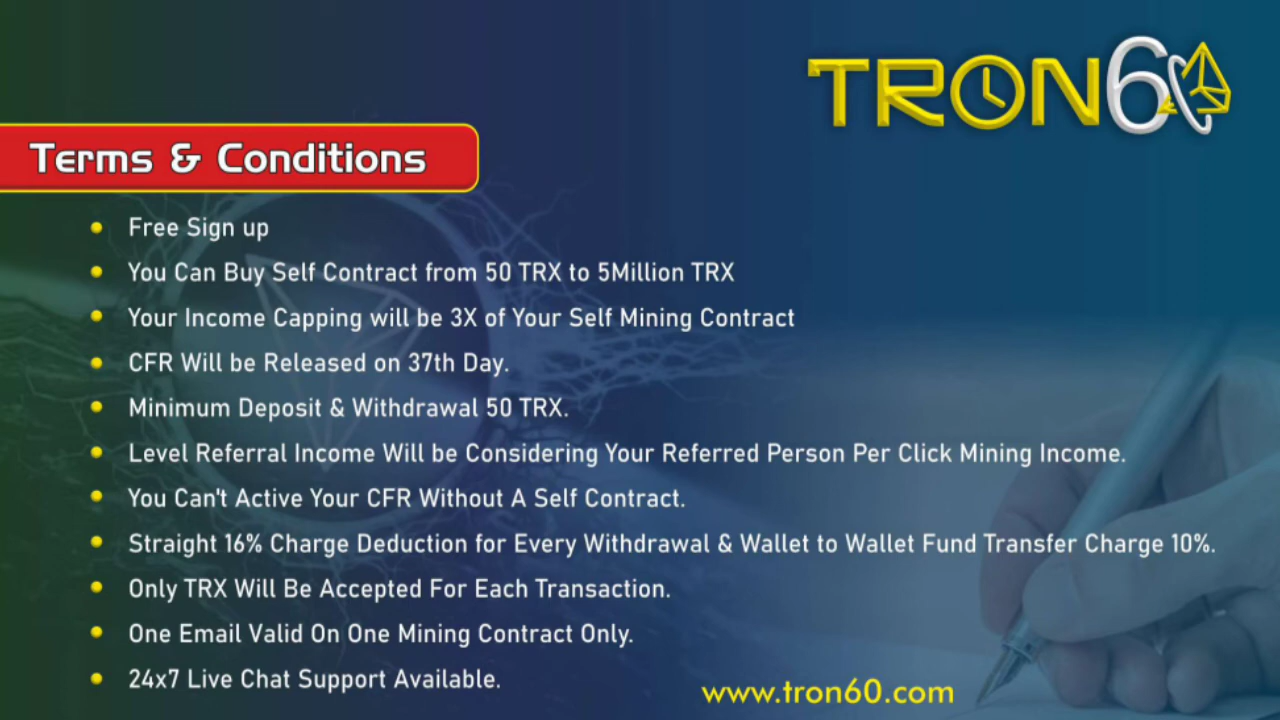 TRON60
Terms & Conditions
Free Sign up
You Can Buy Self Contract from 50 TRX to 5Million TRX
Your Income Capping will be 3X of Your Self Mining Contract
CFR Will be Released on 37th Day.
Minimum Deposit & Withdrawal 50 TRX.
Level Referral Income Will be Considering Your Referred Person Per Click Mining Income.
You Can't Active Your CFR Without A Self Contract.
Straight 16% Charge Deduction for Every Withdrawal & Wallet to Wallet Fund Transfer Charge 10%.
Only TRX Will Be Accepted For Each Transaction.
One Email Valid On One Mining Contract Only.
24x7 Live Chat Support Available.
www.tron60.com